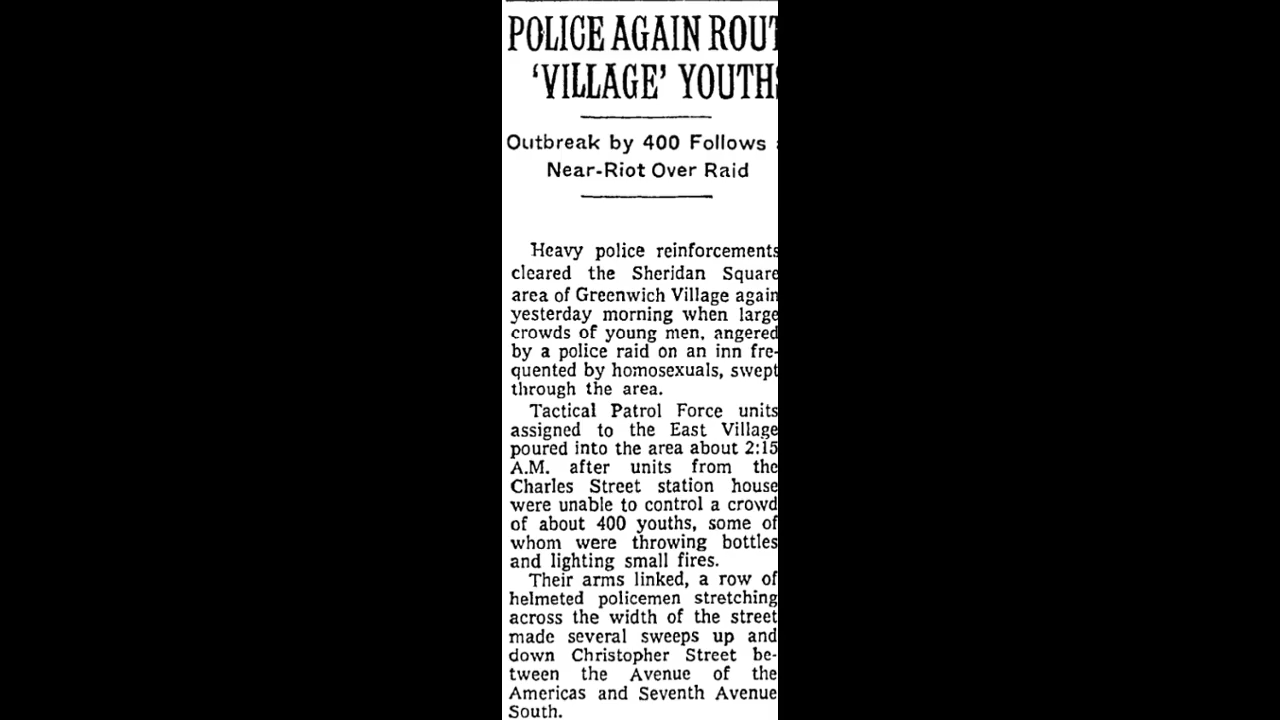 POLICE AGAIN ROUT
‘VILLAGE’ YOUTHS
Outbreak by 400 Follows a
Near-Riot Over Raid
Heavy police reinforcements
cleared the Sheridan Square
area of Greenwich Village again
yesterday morning when large
crowds of young men, angered
by a police raid on an inn fre-
quented by homosexuals, swept
through the area.
Tactical Patrol Force units
assigned to the East Village
poured into the area about 2:15
A.M. after units from the
Charles Street station house
were unable to control a crowd
of about 400 youths, some of
whom were throwing bottles
and lighting small fires.
Their arms linked, a row of
helmeted policemen stretching
across the width of the street
made several sweeps up and
down Christopher Street be-
tween the Avenue of the
Americas and Seventh Avenue
South.